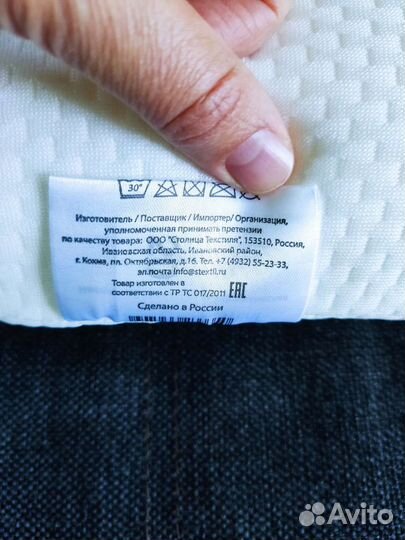 30°
Изготовитель / Поставщик / Импортер/ Организация,
уполномоченная принимать претензии
по качеству товара: ООО "Столица Текстиля", 153510, Россия,
Ивановская область, Ивановский район,
г. Кохма, пл. Октябрьская, д.16. Тел. +7 (4932) 55-23-33,
эл.почта info@stextil.ru
Товар изготовлен в
соответствии с ТР ТС 017/2011 ЕАС
Сделано в России
Avito